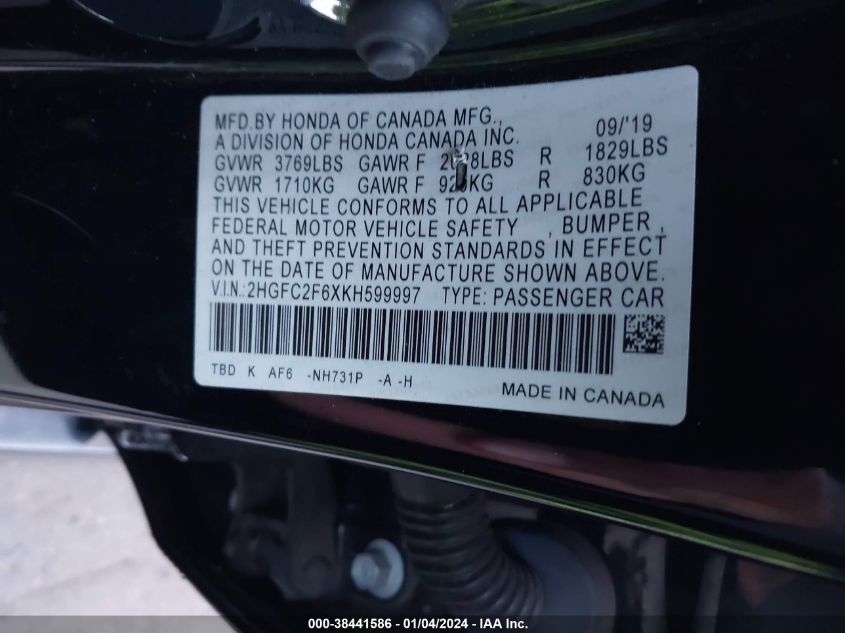 MFD.BY HONDA OF CANADA MFG.,
A DIVISION OF HONDA CANADA INC. 09/'19
GVWR 3769LBS GAWR F R 1829LBS
GVWR 1710KG GAWR F R 830KG
THIS VEHICLE CONFORMS TO ALL APPLICABLE
FEDERAL MOTOR VEHICLE SAFETY , BUMPER ,
AND THEFT PREVENTION STANDARDS IN EFFECT
ON THE DATE OF MANUFACTURE SHOWN ABOVE.
V.I.N.:2HGFC2F6XKH599997 TYPE: PASSENGER CAR
TBD K AF6 -NH731P -A -H
MADE IN CANADA
000-38441586 - 01/04/2024 - IAA Inc.